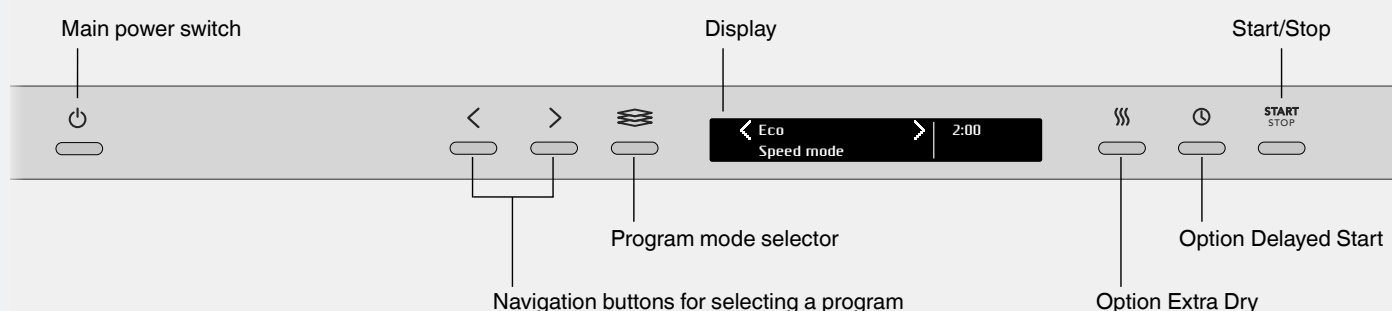 Main power switch
Display
Start/Stop
START
STOP
Eco
2:00
Speed mode
Program mode selector
Option Delayed Start
Navigation buttons for selecting a program
Option Extra Dry